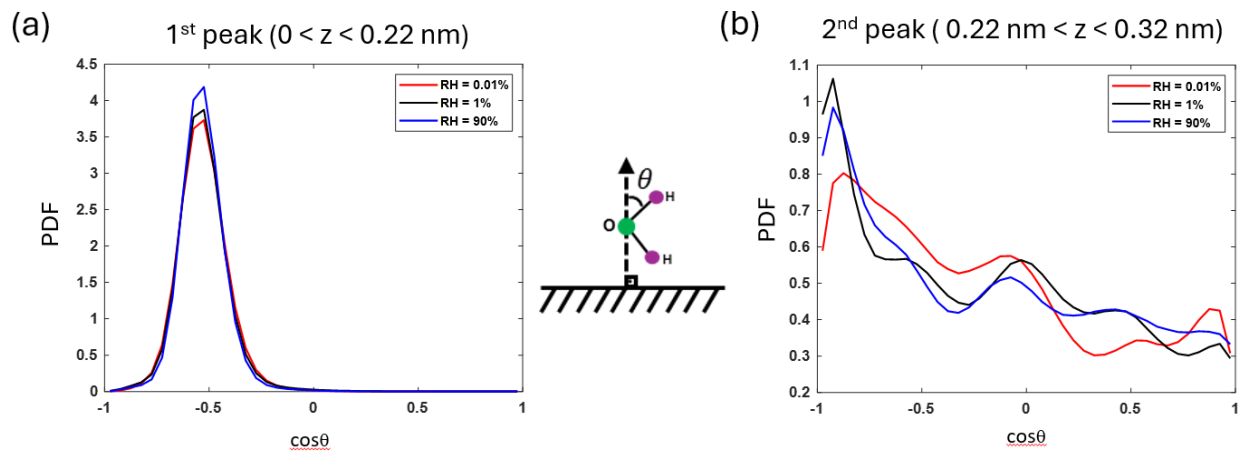 (a)
1st peak (0 < z < 0.22 nm)
4.5
4
3.5
3
2.5
2
1.5
1
0.5
0
PDF
RH = 0.01%
RH = 1%
RH = 90%
-1
-0.5
0
0.5
1
cosθ
θ
H
O
H
(b)
2nd peak ( 0.22 nm < z < 0.32 nm)
1.1
1
0.9
0.8
0.7
0.6
0.5
0.4
0.3
0.2
PDF
RH = 0.01%
RH = 1%
RH = 90%
-1
-0.5
0
0.5
1
cosθ